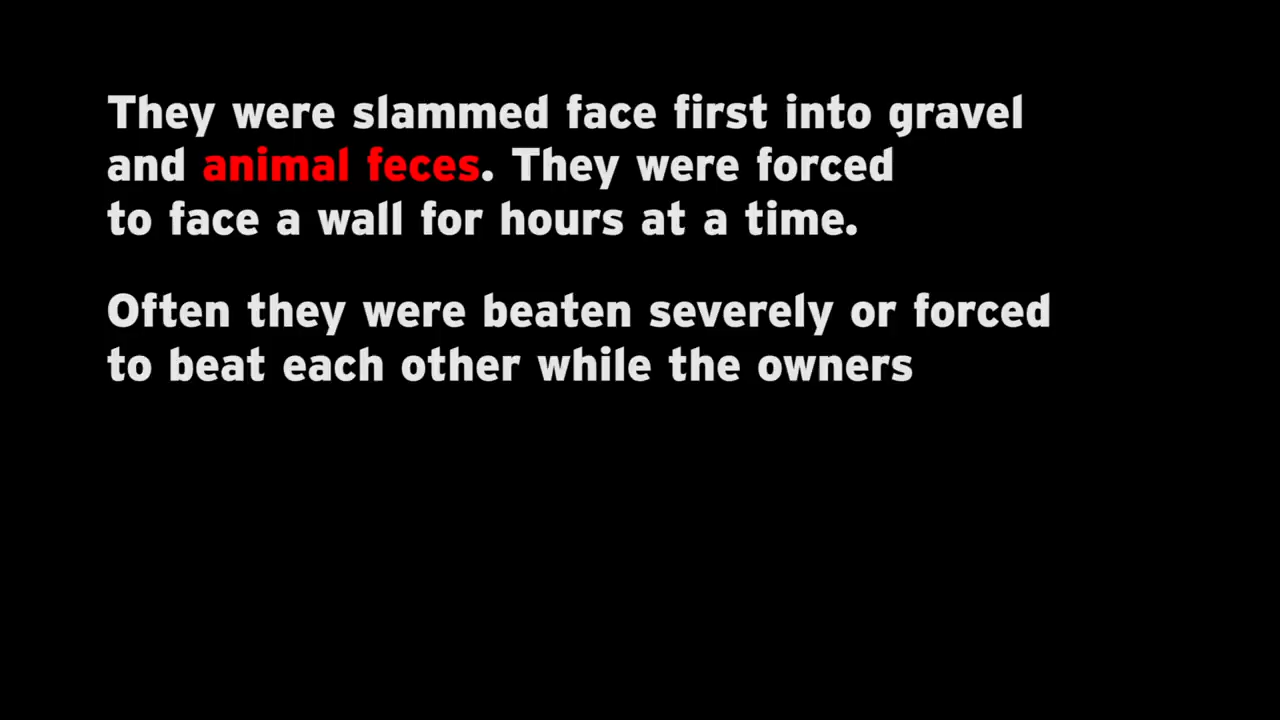 They were slammed face first into gravel
and animal feces. They were forced
to face a wall for hours at a time.
Often they were beaten severely or forced
to beat each other while the owners